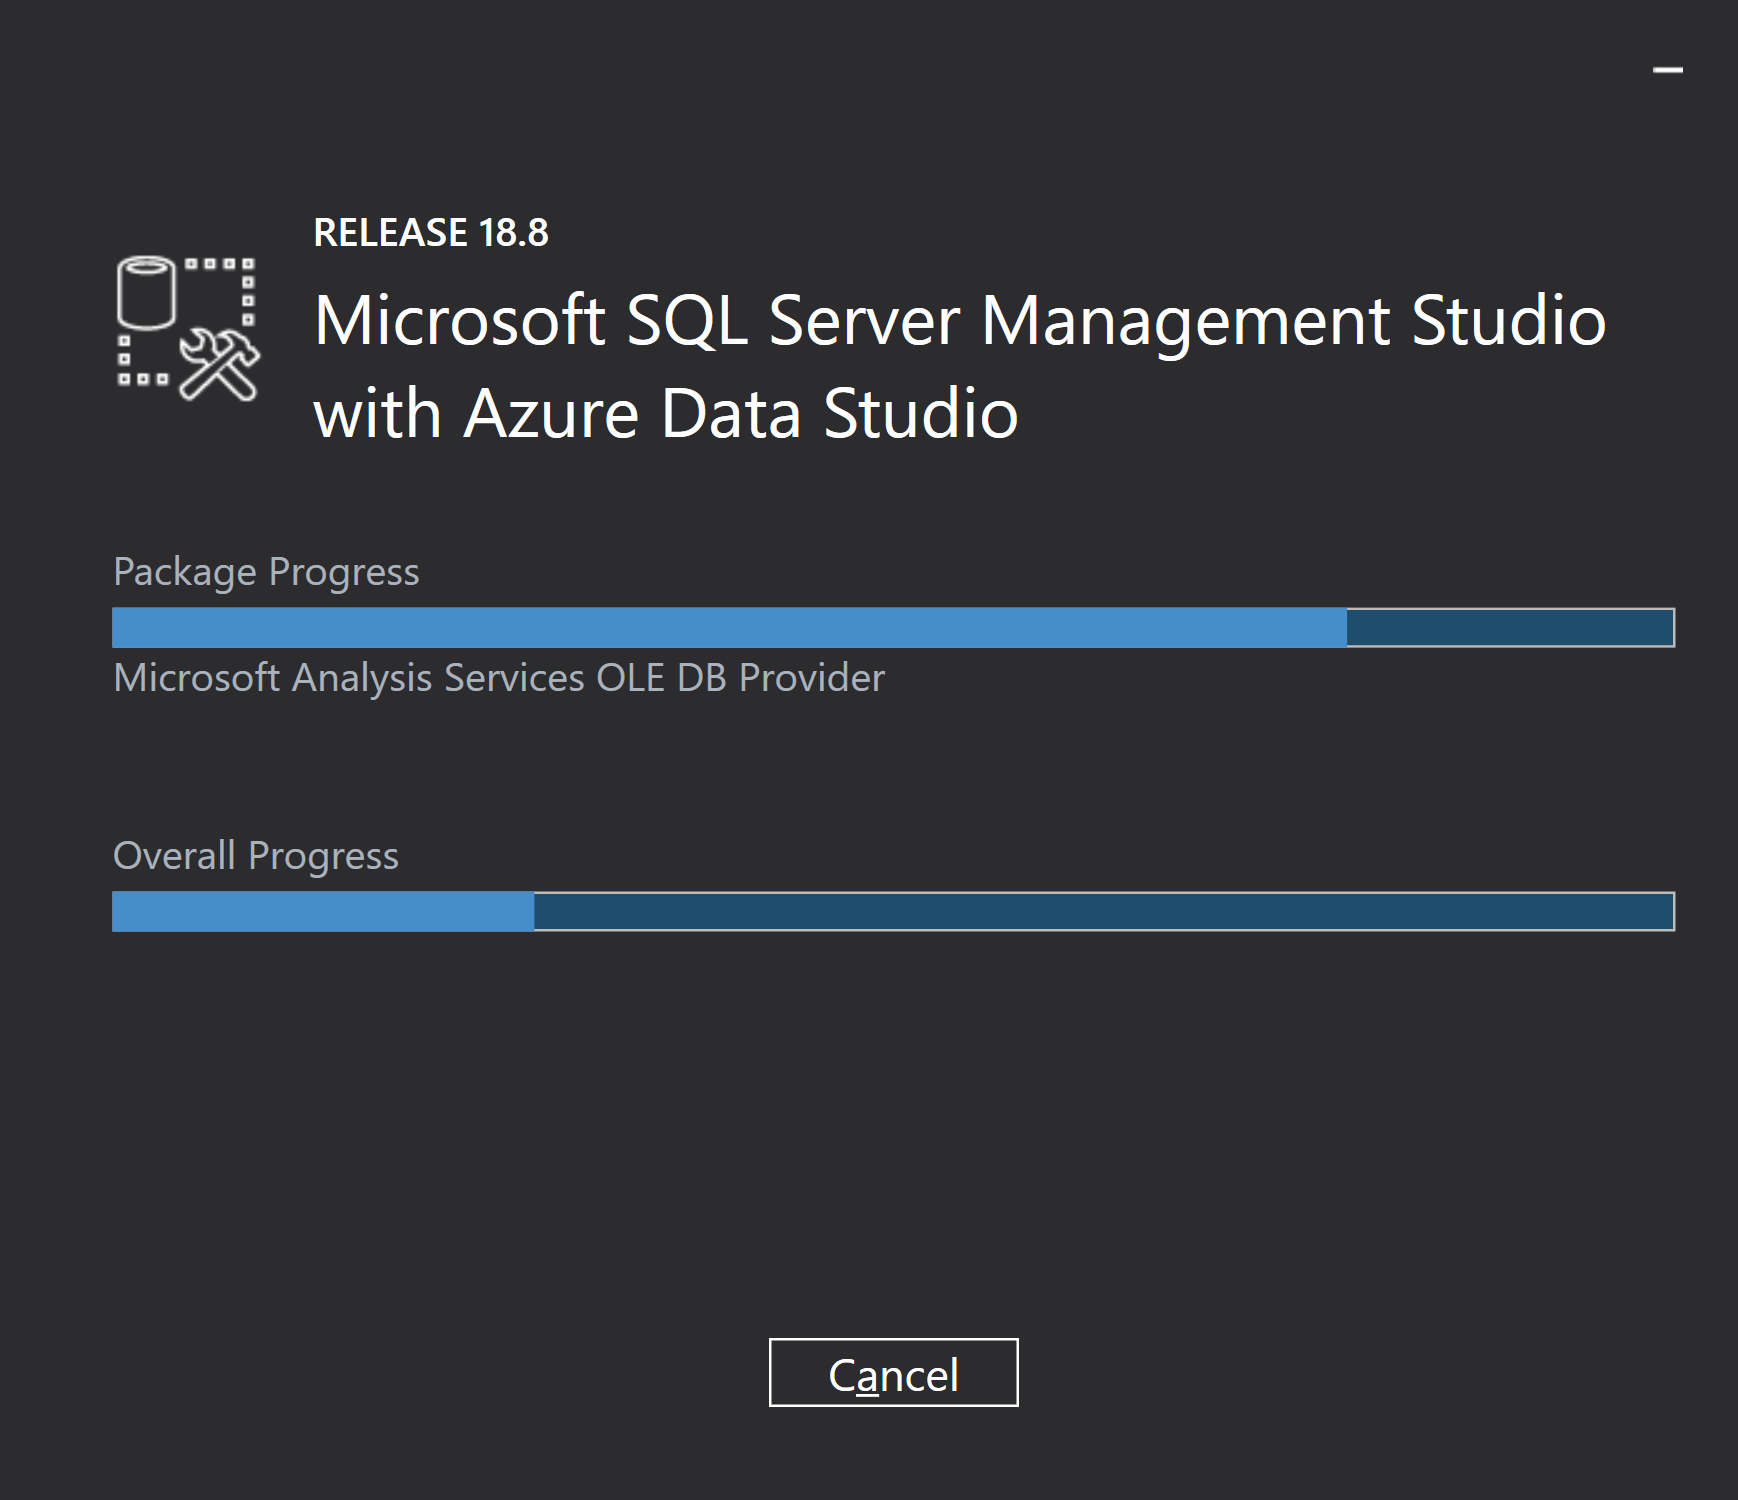 RELEASE 18.8
Microsoft SQL Server Management Studio
with Azure Data Studio
Package Progress
Microsoft Analysis Services OLE DB Provider
Overall Progress
Cancel